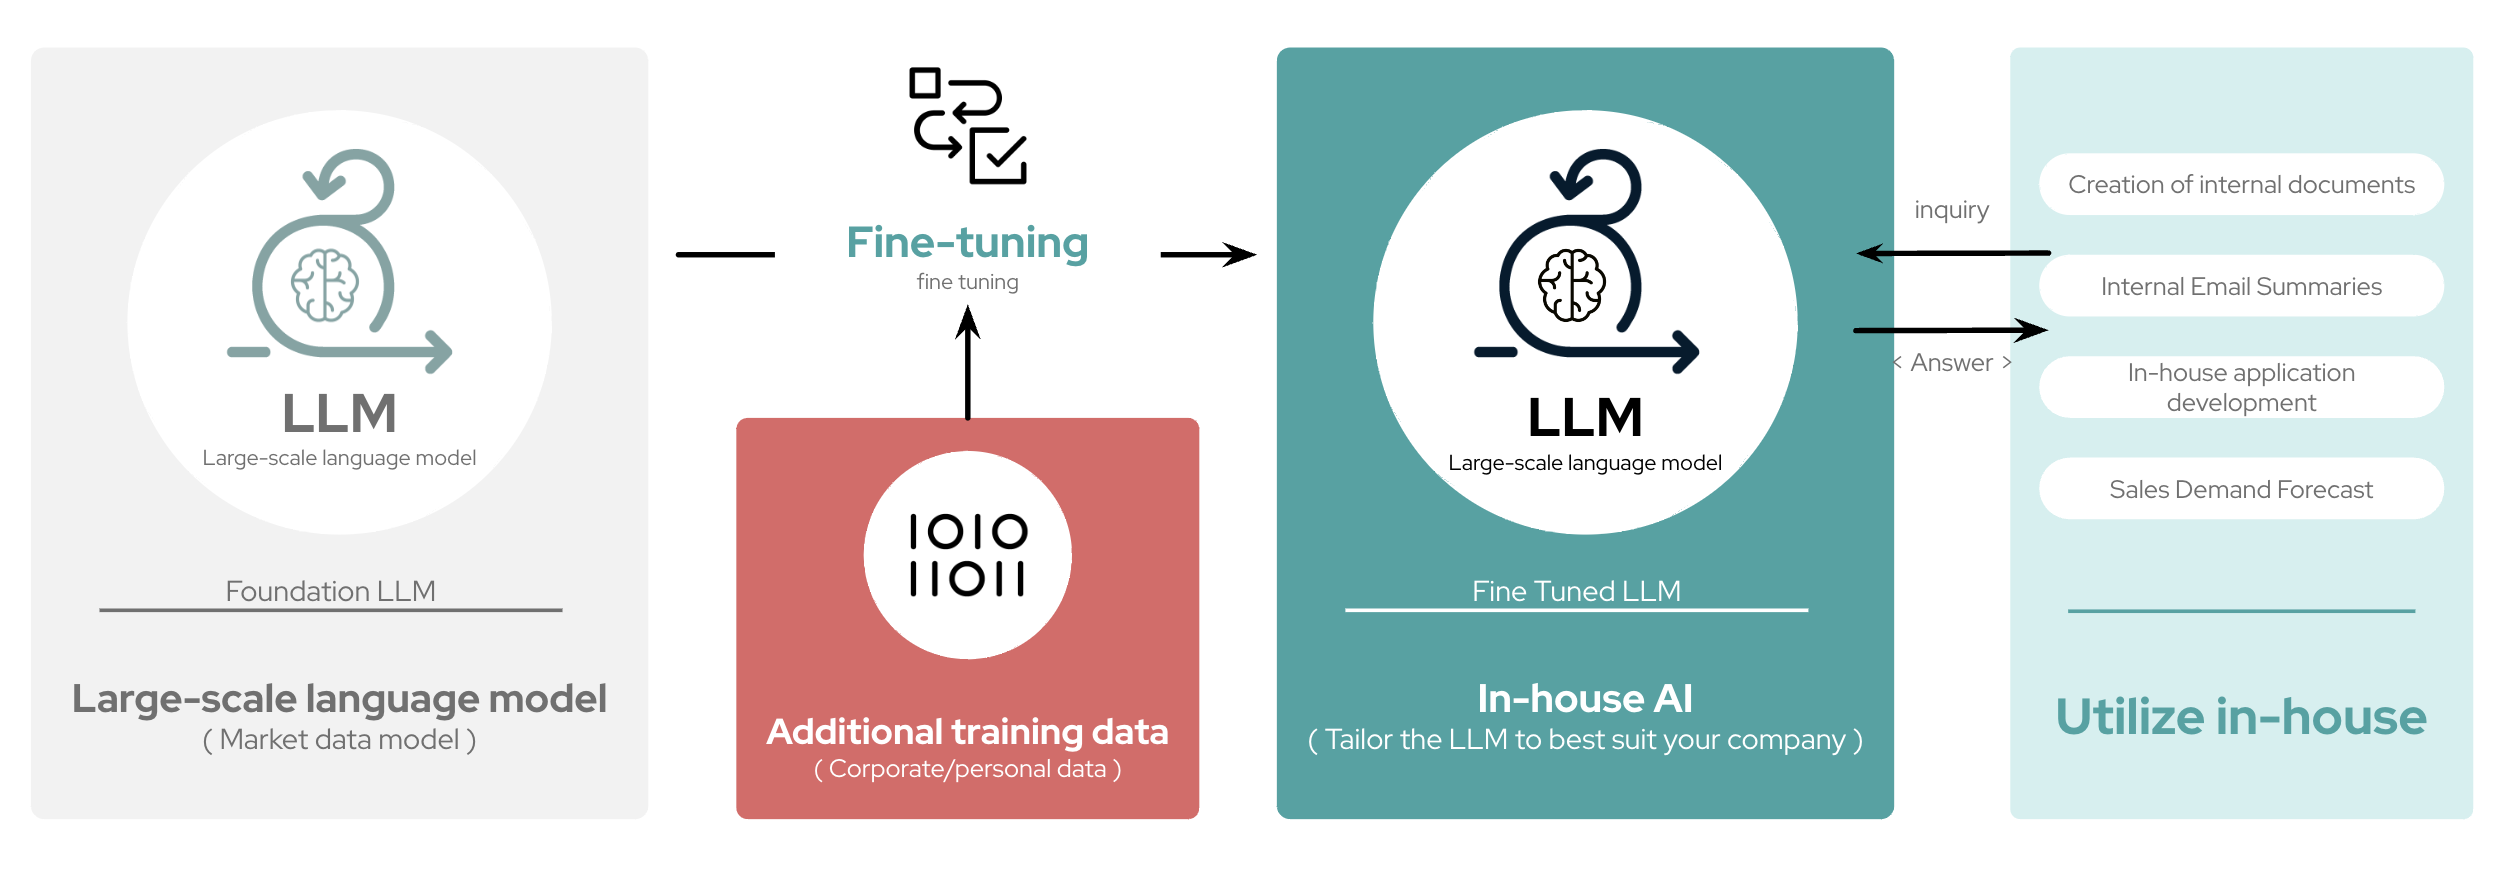 LLM
Large-scale language model
Foundation LLM
Large-scale language model
( Market data model )
Fine-tuning
fine tuning
1010
11011
Additional training data
( Corporate/personal data )
LLM
Large-scale language model
Fine Tuned LLM
In-house AI
( Tailor the LLM to best suit your company )
inquiry
< Answer >
Creation of internal documents
Internal Email Summaries
In-house application
development
Sales Demand Forecast
Utilize in-house